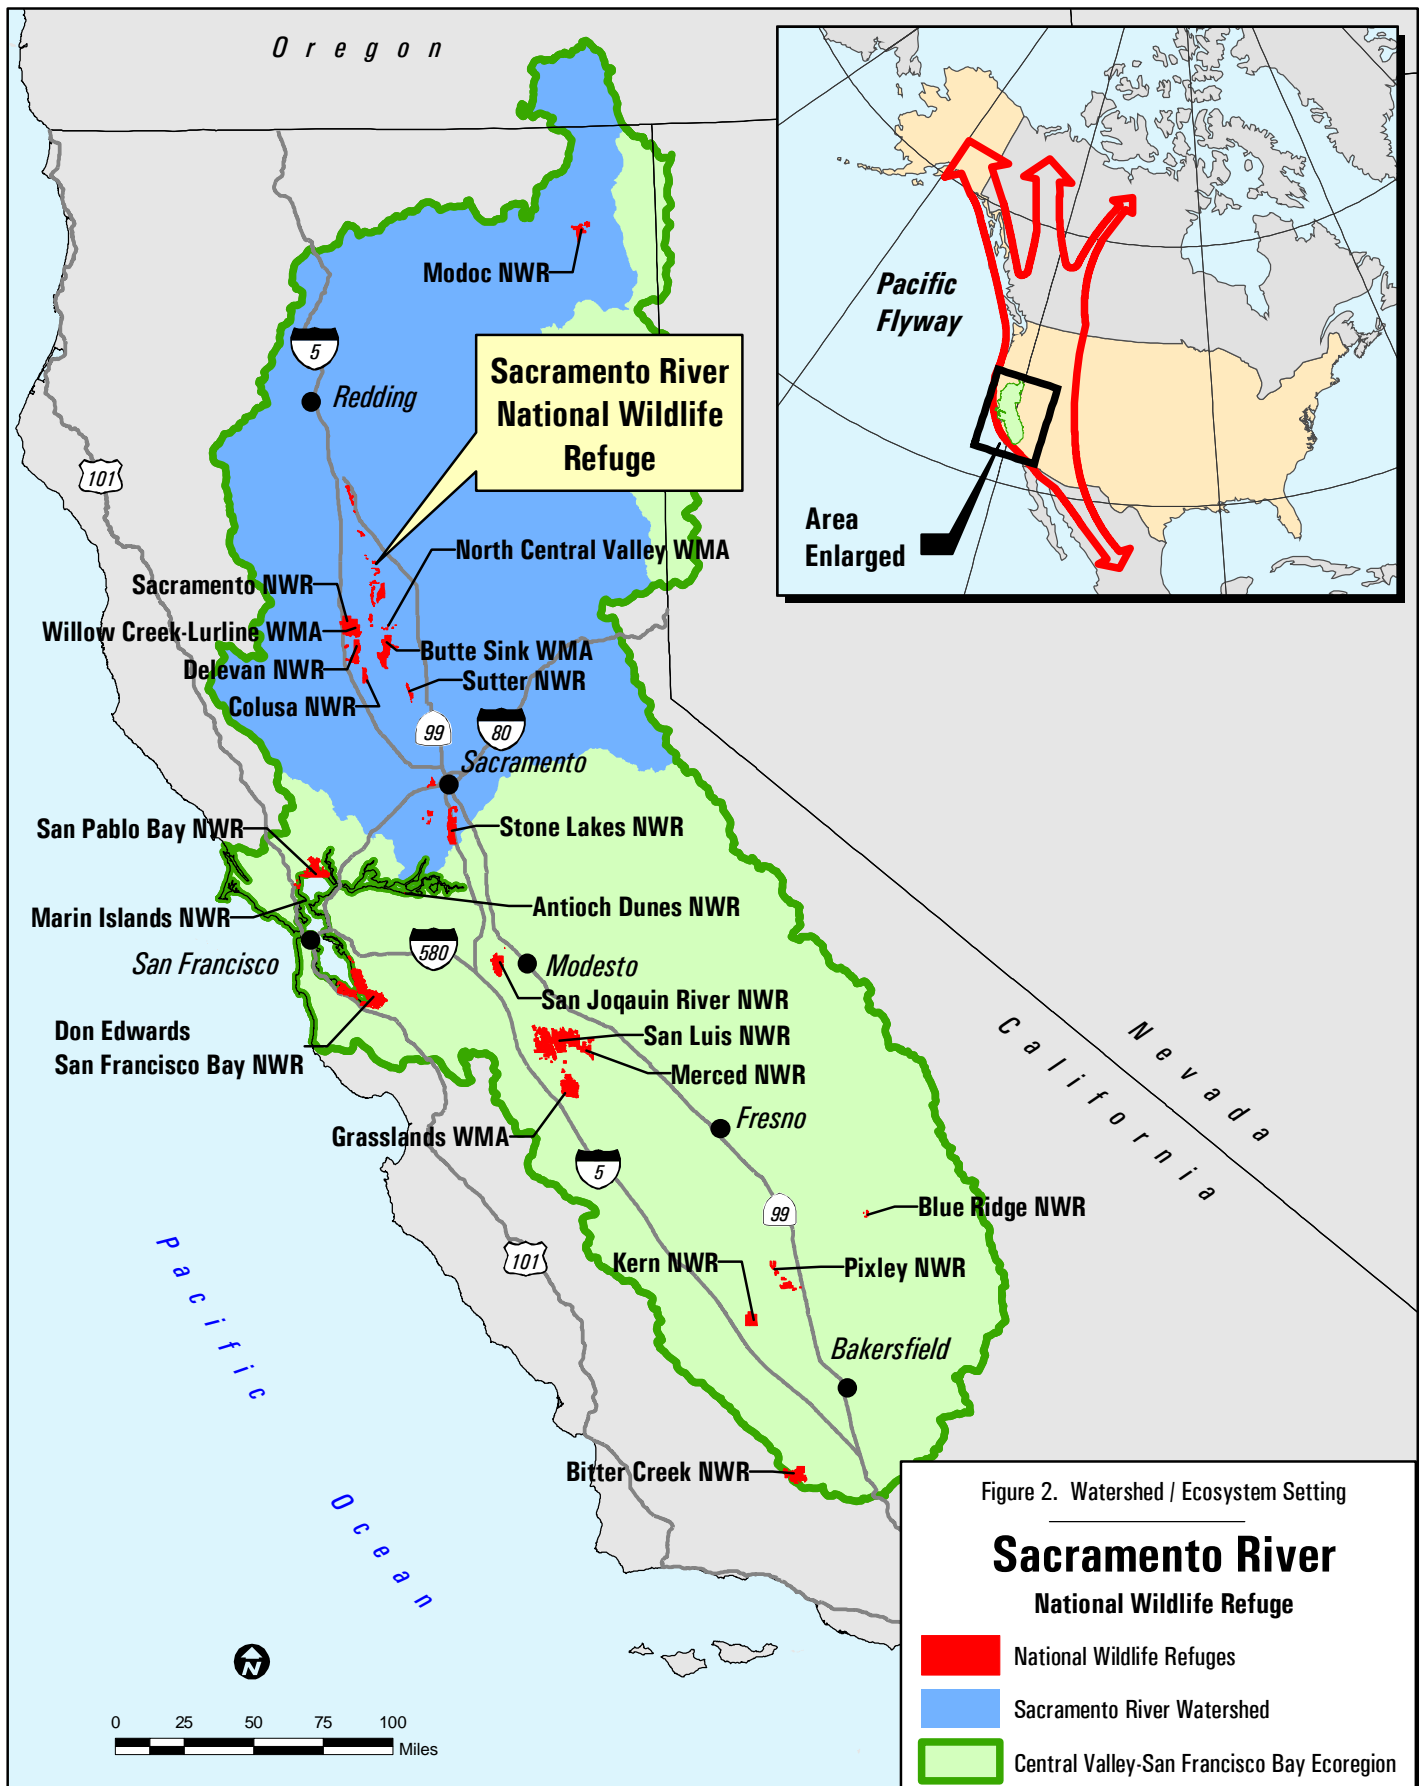 Oregon
Modoc NWR
5
Redding
Sacramento River
National Wildlife
Refuge
101
North Central Valley WMA
Sacramento NWR
Willow Creek-Lurline WMA
Butte Sink WMA
Delevan NWR
Sutter NWR
Colusa NWR
99
80
Sacramento
San Pablo Bay NWR
Stone Lakes NWR
Marin Islands NWR
Antioch Dunes NWR
580
San Francisco
Modesto
San Joqauin River NWR
Don Edwards
San Francisco Bay NWR
San Luis NWR
Merced NWR
Grasslands WMA
Fresno
5
Nevada
California
99
Blue Ridge NWR
101
Kern NWR
Pixley NWR
Bakersfield
Bitter Creek NWR
Pacific
Ocean
N
0 25 50 75 100
Miles
Pacific
Flyway
Area
Enlarged
Figure 2. Watershed / Ecosystem Setting
Sacramento River
National Wildlife Refuge
National Wildlife Refuges
Sacramento River Watershed
Central Valley-San Francisco Bay Ecoregion